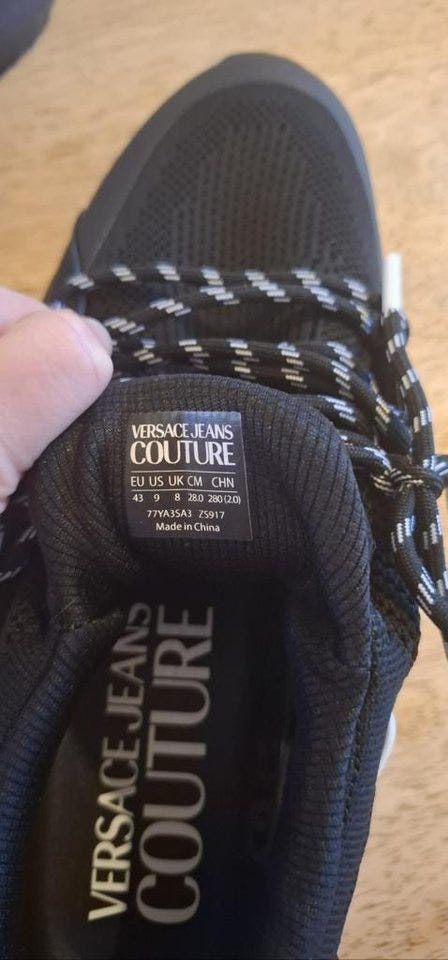 VERSACE JEANS
COUTURE
EU US UK CM CHN
43 9 8 28.0 280(2.0)
77YA3SA3 ZS917
Made in China
VERSACE JEANS
COUTURE